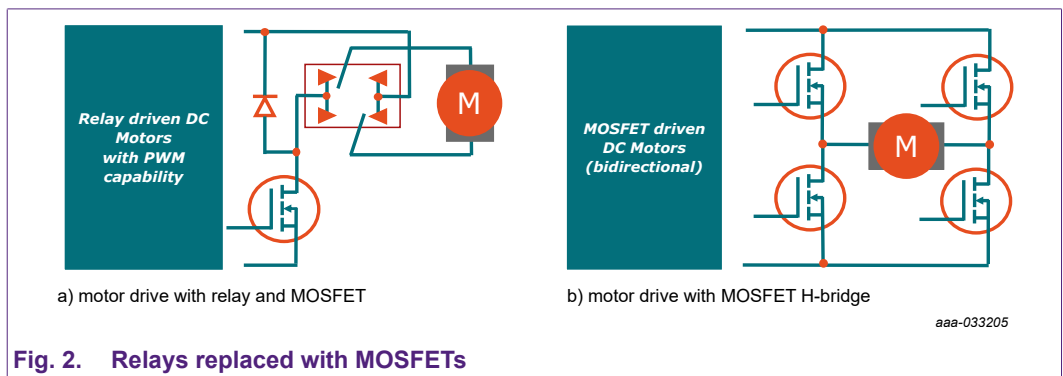 Relay driven DC
Motors
with PWM
capability
M
a) motor drive with relay and MOSFET
MOSFET driven
DC Motors
(bidirectional)
M
b) motor drive with MOSFET H-bridge
aaa-033205
Fig. 2. Relays replaced with MOSFETs